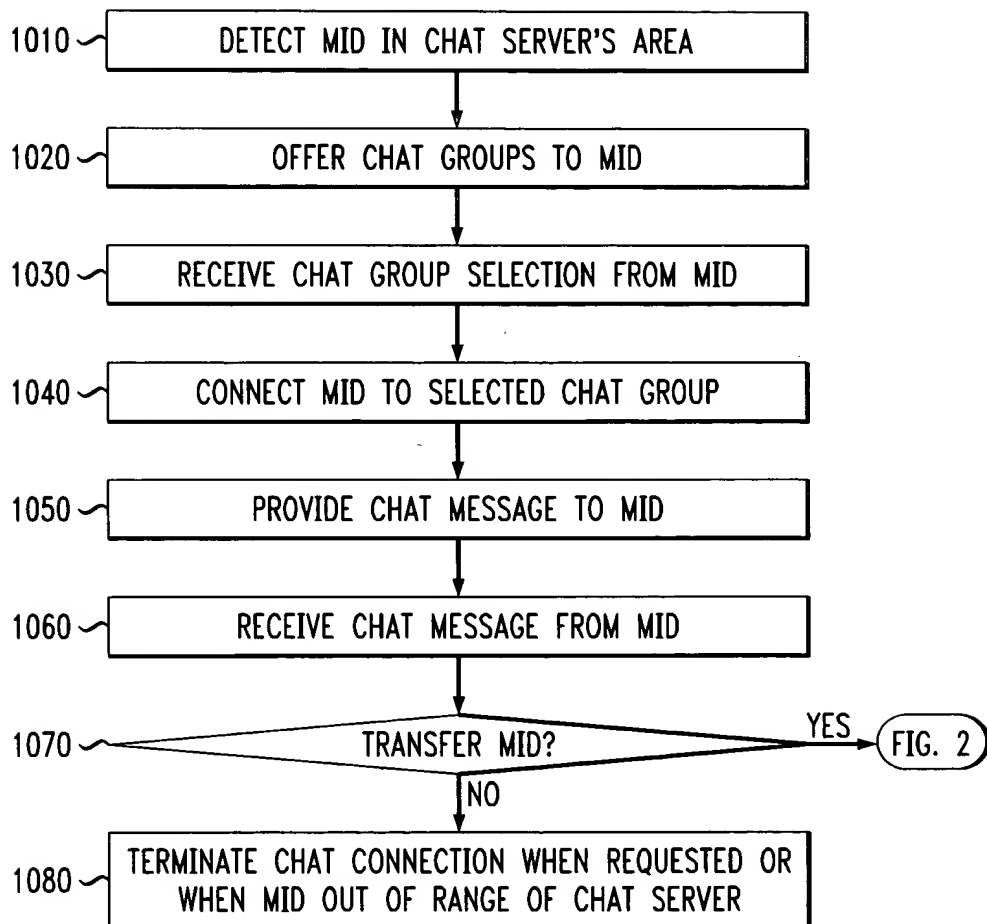 1010 DETECT MID IN CHAT SERVER'S AREA
1020 OFFER CHAT GROUPS TO MID
1030 RECEIVE CHAT GROUP SELECTION FROM MID
1040 CONNECT MID TO SELECTED CHAT GROUP
1050 PROVIDE CHAT MESSAGE TO MID
1060 RECEIVE CHAT MESSAGE FROM MID
1070 TRANSFER MID? YES FIG. 2
NO
1080 TERMINATE CHAT CONNECTION WHEN REQUESTED OR
WHEN MID OUT OF RANGE OF CHAT SERVER